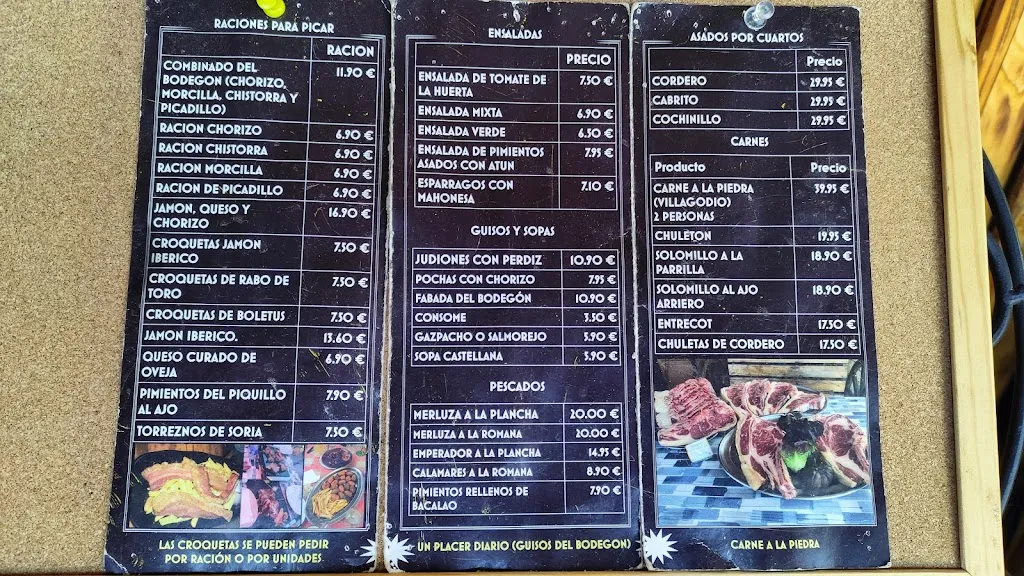 RACIONES PARA PICAR
RACION
COMBINADO DEL 11.90 €
BODEGON (CHORIZO,
MORCILLA, CHISTORRA Y
PICADILLO)
RACION CHORIZO 6.90 €
RACION CHISTORRA 6.90 €
RACION MORCILLA 6.90 €
RACION DE PICADILLO 6.90 €
JAMON, QUESO Y 16.90 €
CHORIZO
CROQUETAS JAMON 7.50 €
IBERICO
CROQUETAS DE RABO DE 7.50 €
TORO
CROQUETAS DE BOLETUS 7.50 €
JAMON IBERICO. 13.60 €
QUESO CURADO DE 6.90 €
OVEJA
PIMIENTOS DEL PIQUILLO 7.90 €
AL AJO
TORREZNOS DE SORIA 7.50 €
LAS CROQUETAS SE PUEDEN PEDIR
POR RACIÓN O POR UNIDADES
ENSALADAS
PRECIO
ENSALADA DE TOMATE DE 7.50 €
LA HUERTA
ENSALADA MIXTA 6.90 €
ENSALADA VERDE 6.50 €
ENSALADA DE PIMIENTOS 7.95 €
ASADOS CON ATUN
ESPARRAGOS CON 7.10 €
MAHONESA
GUISOS Y SOPAS
JUDIONES CON PERDIZ 10.90 €
POCHAS CON CHORIZO 7.95 €
FABADA DEL BODEGÓN 10.90 €
CONSOME 3.50 €
GAZPACHO O SALMOREJO 5.90 €
SOPA CASTELLANA 5.90 €
PESCADOS
MERLUZA A LA PLANCHA 20.00 €
MERLUZA A LA ROMANA 20.00 €
EMPERADOR A LA PLANCHA 14.95 €
CALAMARES A LA ROMANA 8.90 €
PIMIENTOS RELLENOS DE 7.90 €
BACALAO
UN PLACER DIARIO (GUISOS DEL BODEGON)
ASADOS POR CUARTOS
Precio
CORDERO 29.95 €
CABRITO 29.95 €
COCHINILLO 29.95 €
CARNES
Producto Precio
CARNE A LA PIEDRA 39.95 €
(VILLAGODIO)
2 PERSONAS
CHULETON 19.95 €
SOLOMILLO A LA 18.90 €
PARRILLA
SOLOMILLO AL AJO 18.90 €
ARRIERO
ENTRECOT 17.50 €
CHULETAS DE CORDERO 17.50 €
CARNE A LA PIEDRA